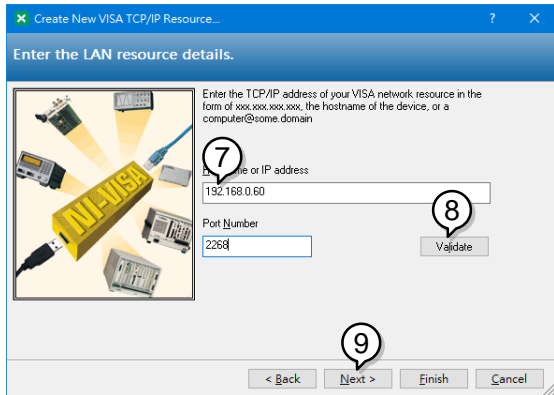 Create New VISA TCP/IP Resource...
Enter the LAN resource details.
Enter the TCP/IP address of your VISA network resource in the
form of xxx.xxx.xxx.xxx, the hostname of the device, or a
computer@some.domain
7
or IP address
192.168.0.60
8
Port Number
2268
Validate
NI-VISA
9
< Back
Next >
Finish
Cancel